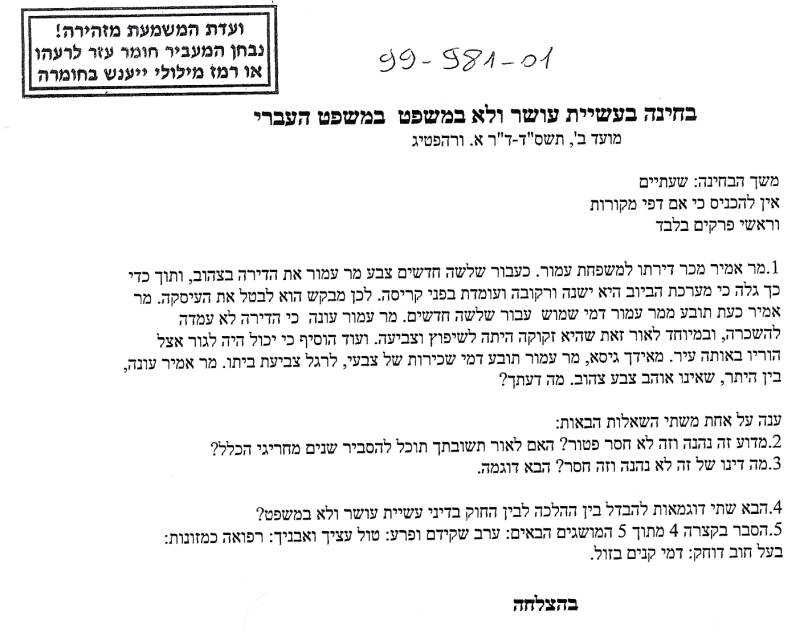 ועדת המשמעת מזהירה!
נבחן המעביר חומר עזר לרעהו
או רמז מילולי ייענש בחומרה
99-981-01
בחינה בעשיית עושר ולא במשפט במשפט העברי
מועד ב', תשס"ד-ד"ר א. ורהפטיג
משך הבחינה: שעתיים
אין להכניס כי אם דפי מקורות
וראשי פרקים בלבד
1.מר אמיר מכר דירתו למשפחת עמור. כעבור שלשה חדשים צבע מר עמור את הדירה בצהוב, ותוך כדי
כך גלה כי מערכת הביוב היא ישנה ורקובה ועומדת בפני קריסה. לכן מבקש הוא לבטל את העיסקה. מר
אמיר כעת תובע ממר עמור דמי שמוש עבור שלשה חדשים. מר עמור עונה כי הדירה לא עמדה
להשכרה, ובמיוחד לאור זאת שהיא זקוקה היתה לשיפוץ וצביעה. ועוד הוסיף כי יכול היה לגור אצל
הוריו באותה עיר. מאידך גיסא, מר עמור תובע דמי שכירות של צבעי, לרגל צביעת ביתו. מר אמיר עונה,
בין היתר, שאינו אוהב צבע צהוב. מה דעתך?
ענה על אחת משתי השאלות הבאות:
2.מדוע זה נהנה וזה לא חסר פטור? האם לאור תשובתך תוכל להסביר שנים מחריגי הכלל?
3.מה דינו של זה לא נהנה וזה חסר? הבא דוגמה.
4.הבא שתי דוגמאות להבדל בין ההלכה לבין החוק בדיני עשיית עושר ולא במשפט?
5.הסבר בקצרה 4 מתוך 5 המושגים הבאים: ערב שקידם ופרע: טול עציך ואבניך: רפואה כמזונות:
בעל חוב דוחק: דמי קנים בזול.
בהצלחה